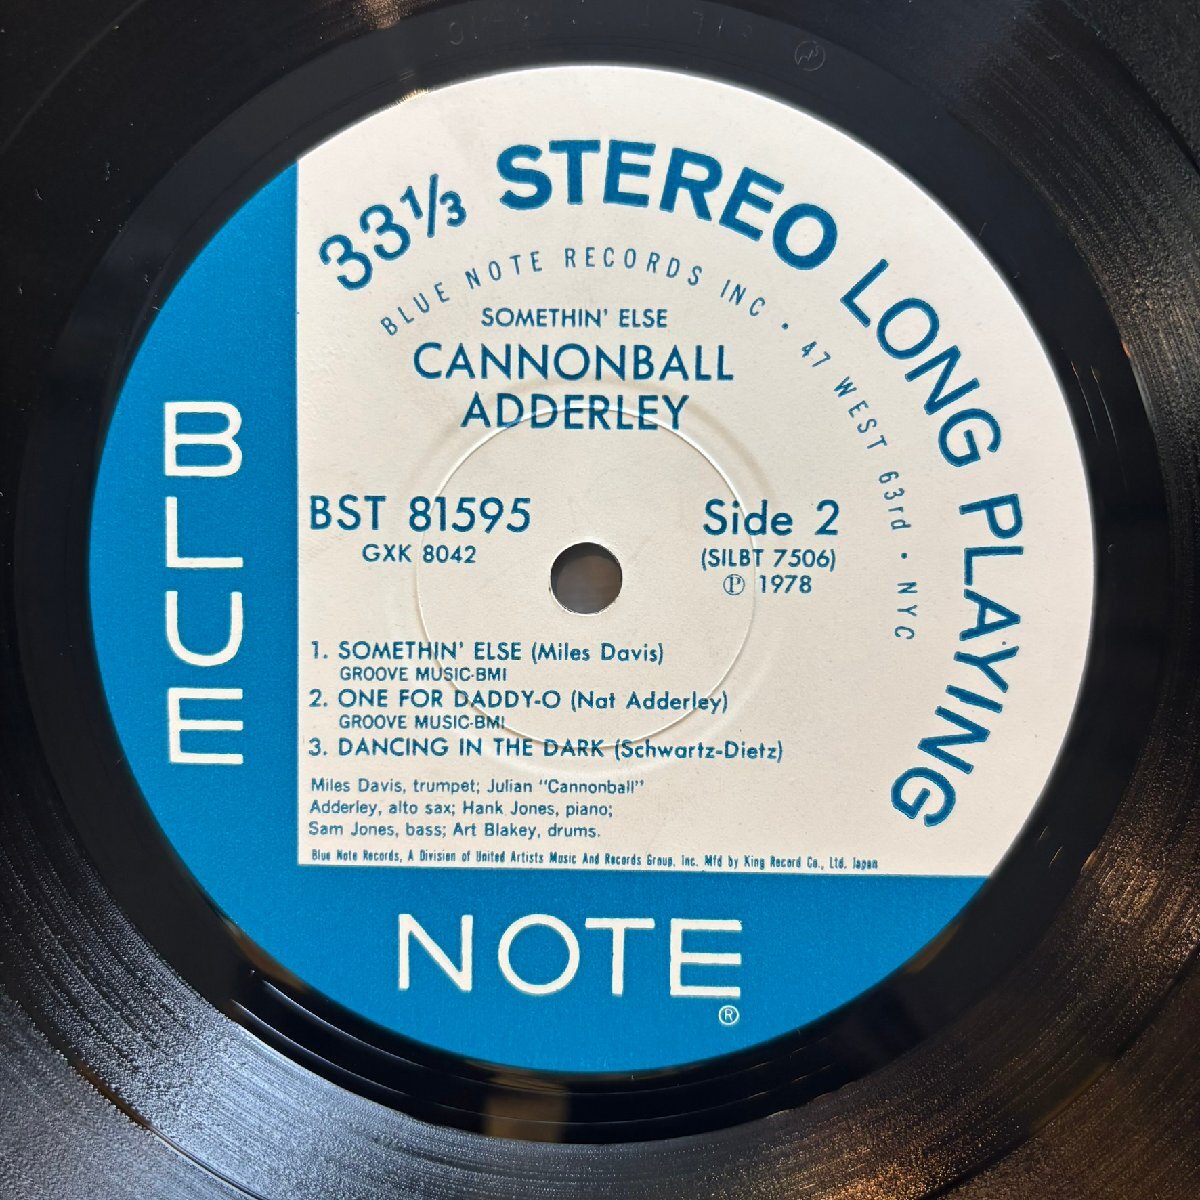 33⅓ STEREO LONG PLAYING
BLUE NOTE RECORDS INC • 47 WEST 63rd • NYC
SOMETHIN' ELSE
CANNONBALL
ADDERLEY
BST 81595
GXK 8042
Side 2
(SILBT 7506)
Ⓟ 1978
1. SOMETHIN' ELSE (Miles Davis)
GROOVE MUSIC-BMI
2. ONE FOR DADDY-O (Nat Adderley)
GROOVE MUSIC-BMI
3. DANCING IN THE DARK (Schwartz-Dietz)
Miles Davis, trumpet; Julian "Cannonball"
Adderley, alto sax; Hank Jones, piano;
Sam Jones, bass; Art Blakey, drums.
Blue Note Records, A Division of United Artists Music And Records Group, Inc. Mfd by King Record Co., Ltd. Japan
BLUE
NOTE
®